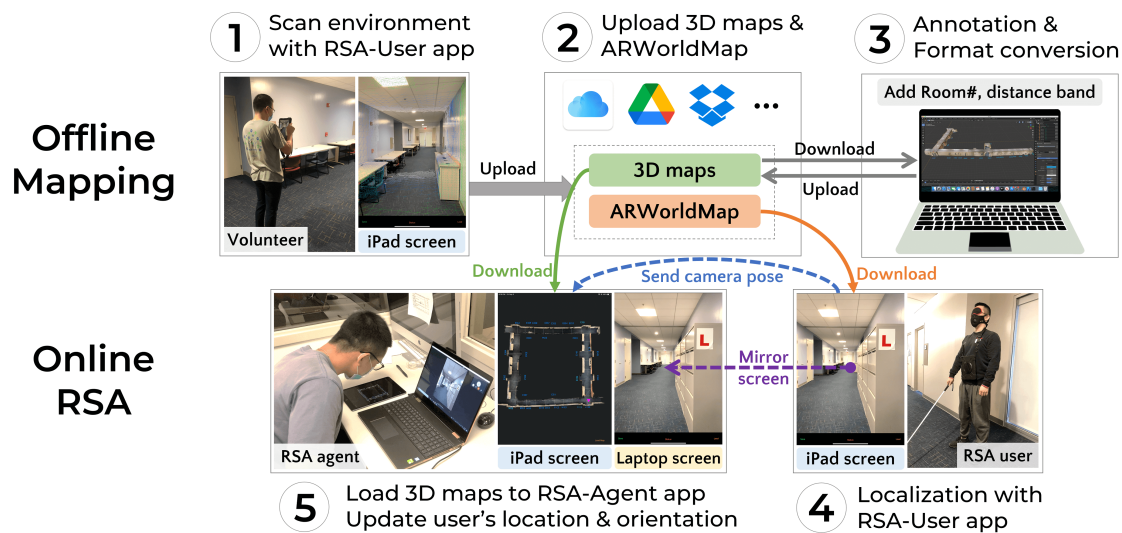 1
Scan environment
with RSA-User app
2
Upload 3D maps &
ARWorldMap
3
Annotation &
Format conversion
Offline
Mapping
Volunteer
iPad screen
Upload
3D maps
ARWorldMap
Download
Upload
Add Room#, distance band
Download
Send camera pose
Download
Online
RSA
RSA agent
iPad screen
Laptop screen
L
Mirror
screen
L
iPad screen
RSA user
5
Load 3D maps to RSA-Agent app
Update user's location & orientation
4
Localization with
RSA-User app